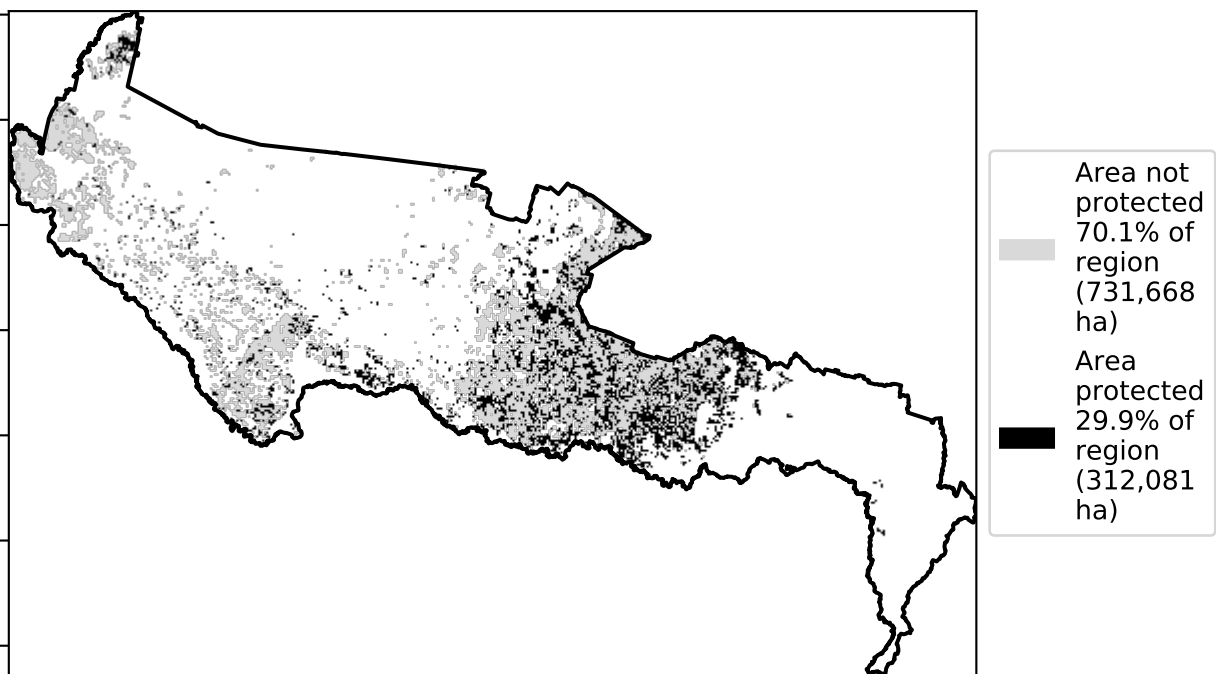 Area not
protected
70.1% of
region
(731,668
ha)
Area
protected
29.9% of
region
(312,081
ha)